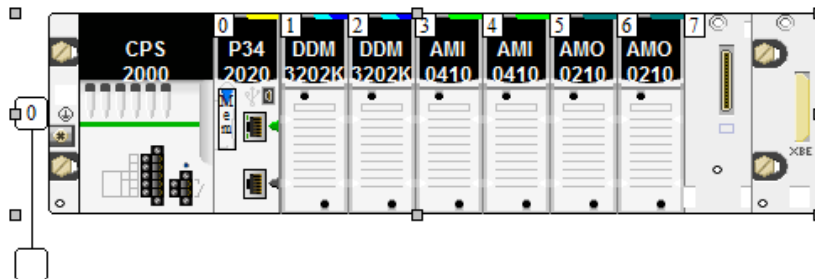 0 1 2 3 4 5 6 7
CPS P34 DDM DDM AMI AMI AMO AMO
2000 2020 3202K 3202K 0410 0410 0210 0210
Mem
0
XBE